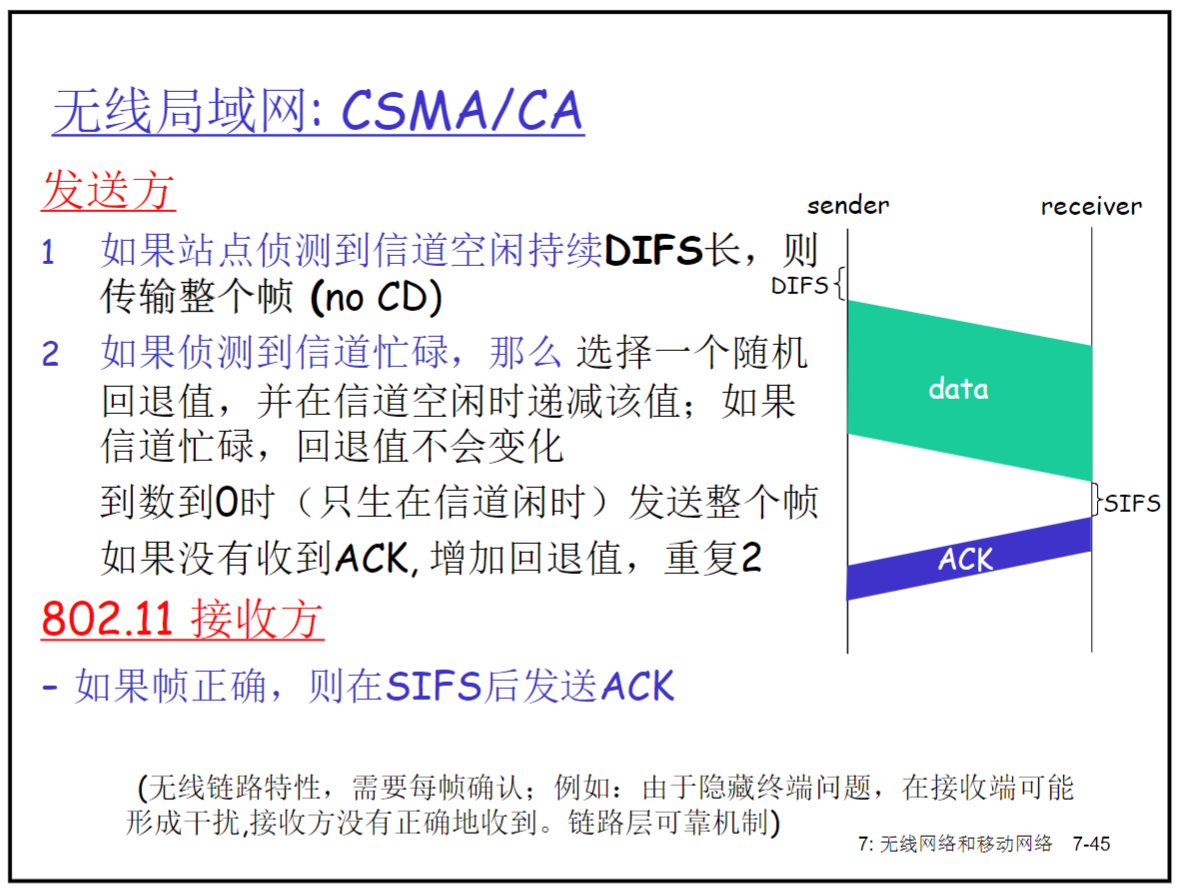 无线局域网: CSMA/CA
发送方
1 如果站点侦测到信道空闲持续DIFS长，则
传输整个帧 (no CD)
2 如果侦测到信道忙碌，那么 选择一个随机
回退值，并在信道空闲时递减该值；如果
信道忙碌，回退值不会变化
到数到0时（只生在信道闲时）发送整个帧
如果没有收到ACK, 增加回退值，重复2
802.11 接收方
- 如果帧正确，则在SIFS后发送ACK
(无线链路特性，需要每帧确认；例如：由于隐藏终端问题，在接收端可能
形成干扰,接收方没有正确地收到。链路层可靠机制)
sender
receiver
DIFS
data
SIFS
ACK
7: 无线网络和移动网络 7-45